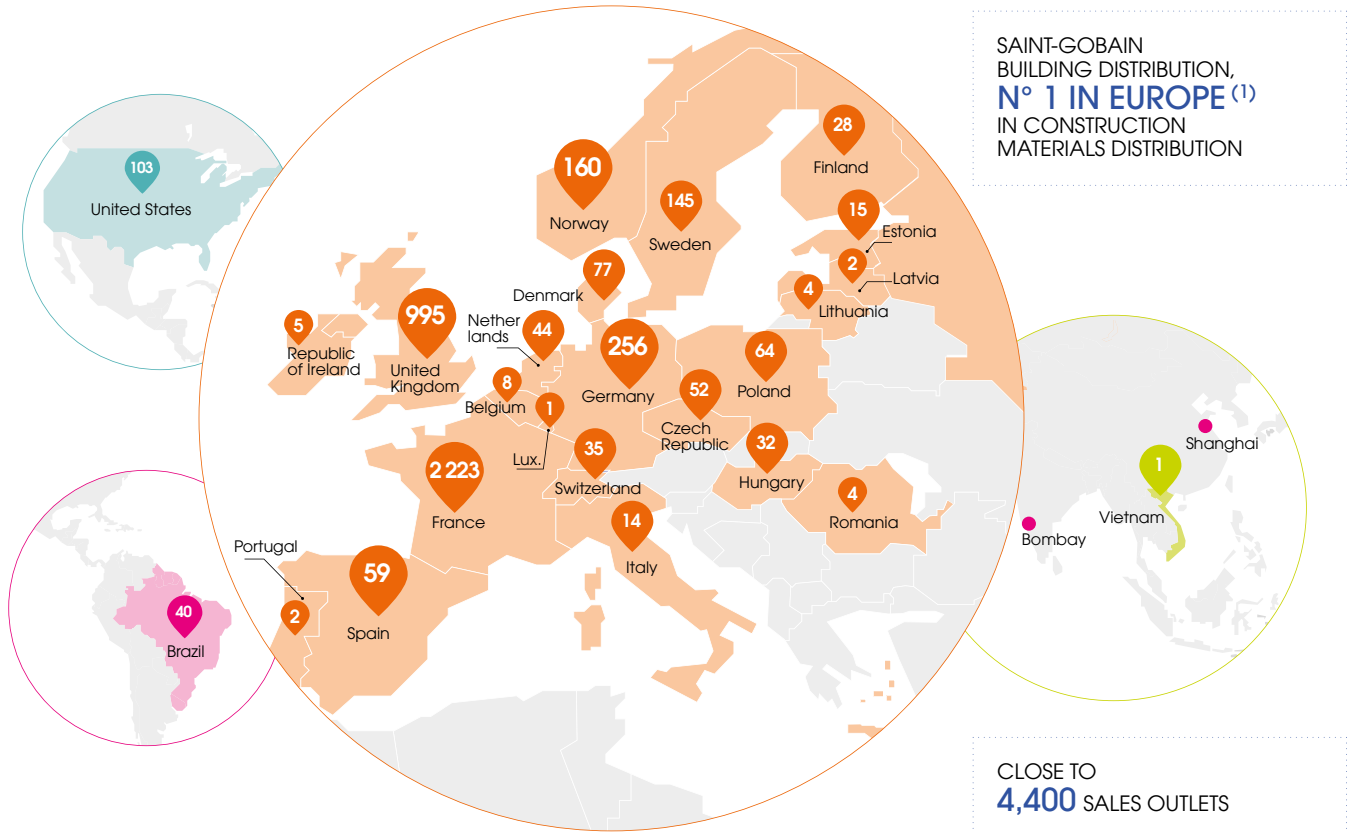 SAINT-GOBAIN
BUILDING DISTRIBUTION,
N° 1 IN EUROPE (1)
IN CONSTRUCTION
MATERIALS DISTRIBUTION
103
United States
28
Finland
160
Norway
145
Sweden
15
Estonia
2
Latvia
77
Denmark
4
Lithuania
5
Republic
of Ireland
995
United
Kingdom
Nether
lands
44
256
Germany
64
Poland
8
Belgium
1
Lux.
52
Czech
Republic
2 223
France
35
Switzerland
32
Hungary
4
Romania
14
Italy
Portugal
2
59
Spain
40
Brazil
Shanghai
1
Vietnam
Bombay
CLOSE TO
4,400 SALES OUTLETS